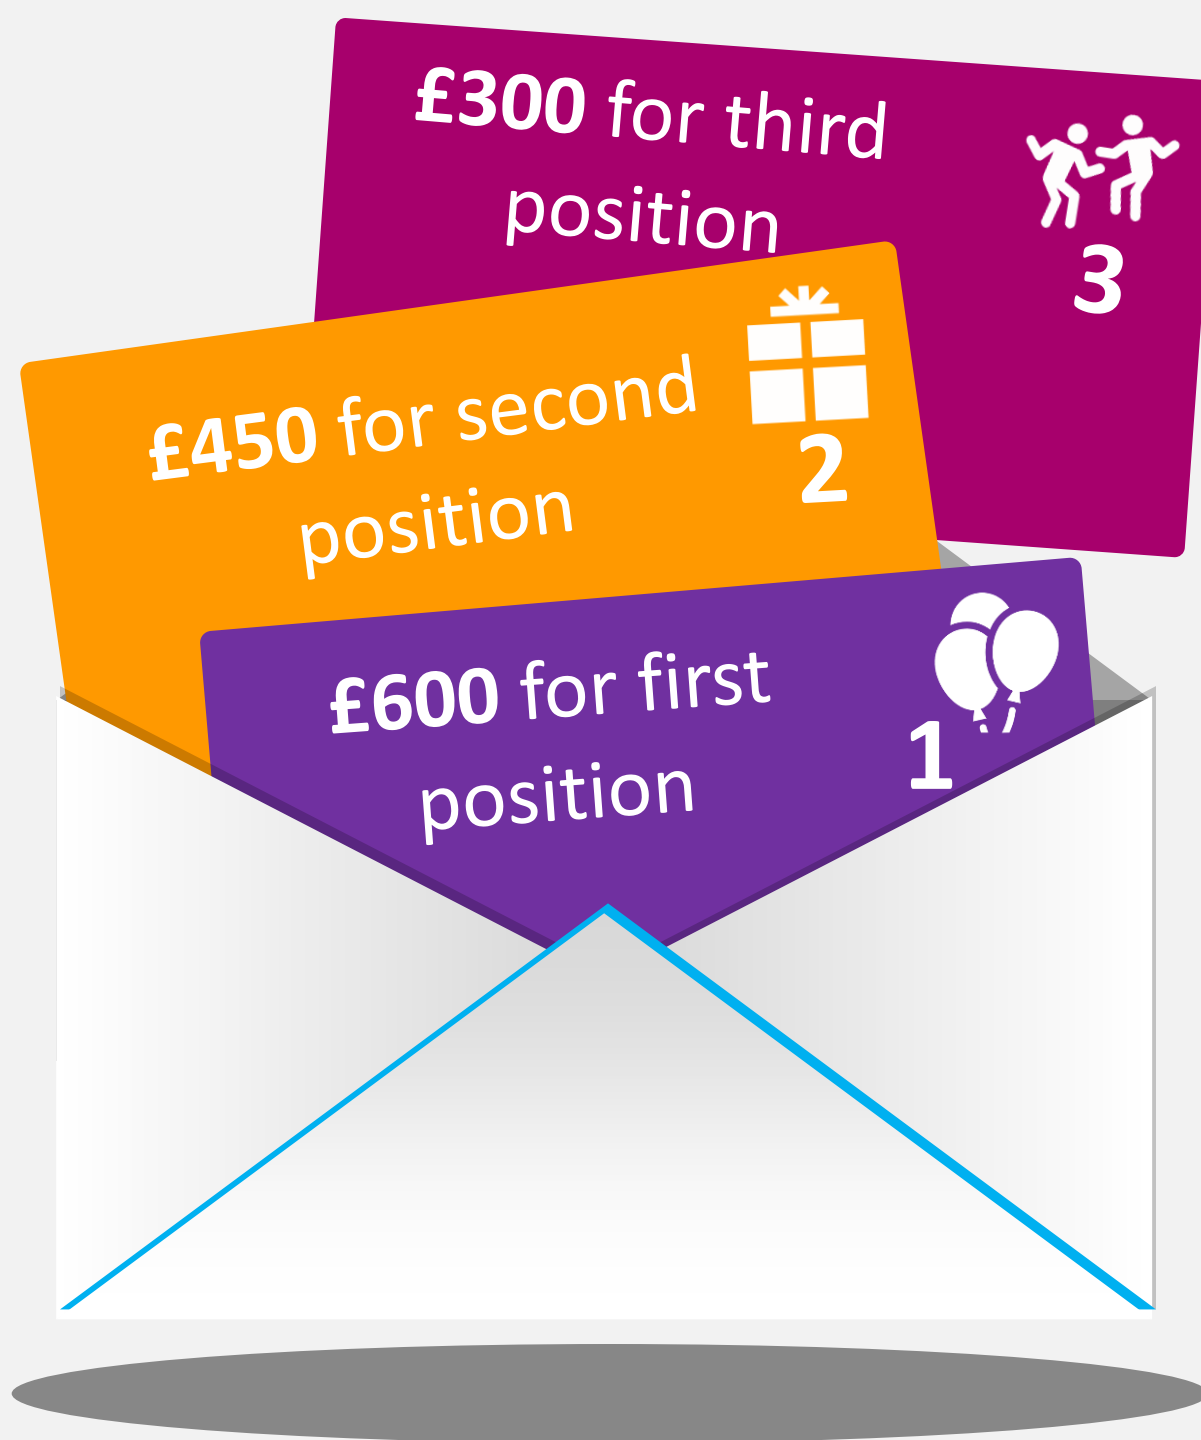 £300 for third
position
3
£450 for second
position
2
£600 for first
position
1